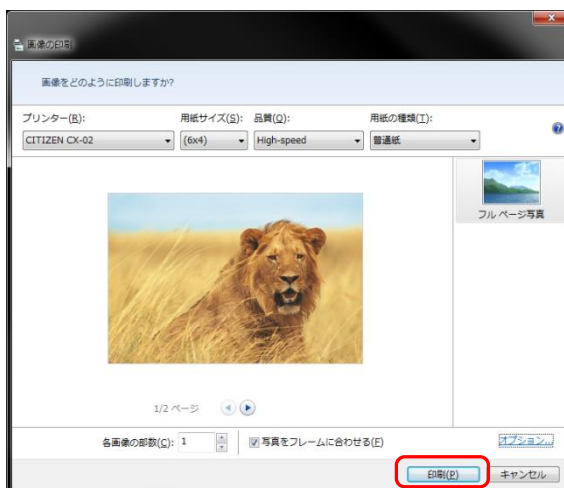 画像の印刷
画像をどのように印刷しますか?
プリンター(R): 用紙サイズ(S): 品質(Q): 用紙の種類(T):
CITIZEN CX-02 (6x4) High-speed 普通紙
フル ページ写真
1/2 ページ
各画像の部数(C): 1 写真をフレームに合わせる(F) オプション...
印刷(P) キャンセル